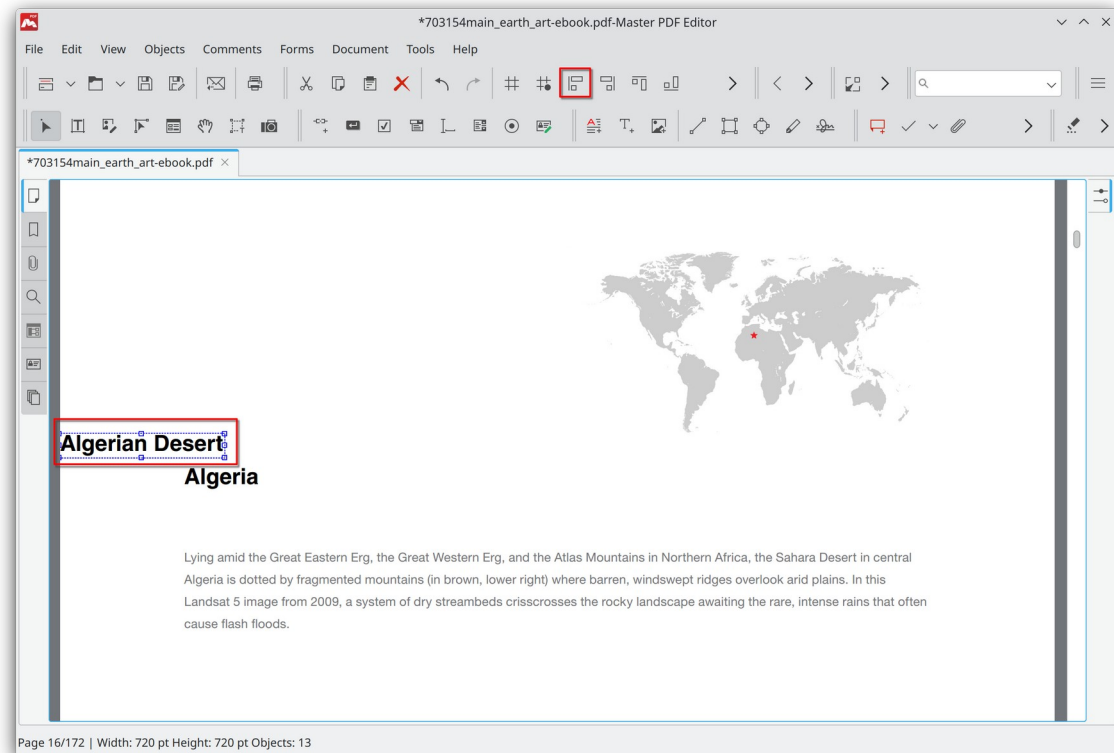 *703154main_earth_art-ebook.pdf-Master PDF Editor
File Edit View Objects Comments Forms Document Tools Help
*703154main_earth_art-ebook.pdf
Algerian Desert
Algeria
Lying amid the Great Eastern Erg, the Great Western Erg, and the Atlas Mountains in Northern Africa, the Sahara Desert in central
Algeria is dotted by fragmented mountains (in brown, lower right) where barren, windswept ridges overlook arid plains. In this
Landsat 5 image from 2009, a system of dry streambeds crisscrosses the rocky landscape awaiting the rare, intense rains that often
cause flash floods.
Page 16/172 | Width: 720 pt Height: 720 pt Objects: 13